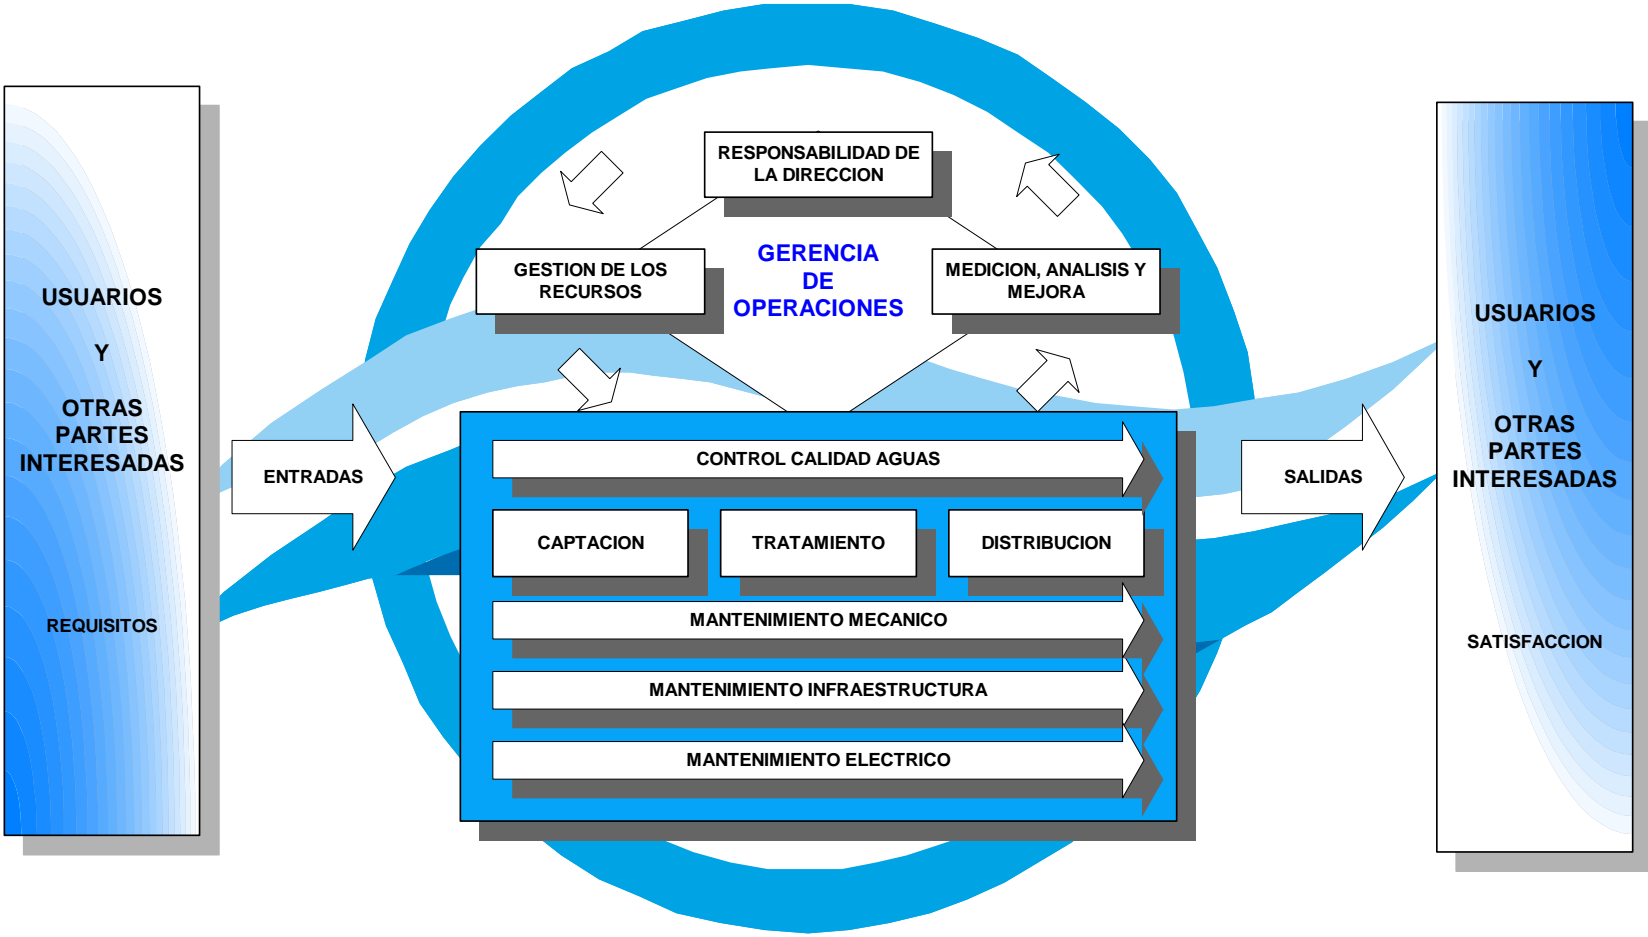 USUARIOS
Y
OTRAS
PARTES
INTERESADAS
REQUISITOS
ENTRADAS
RESPONSABILIDAD DE
LA DIRECCION
GESTION DE LOS
RECURSOS
GERENCIA
DE
OPERACIONES
MEDICION, ANALISIS Y
MEJORA
CONTROL CALIDAD AGUAS
CAPTACION
TRATAMIENTO
DISTRIBUCION
MANTENIMIENTO MECANICO
MANTENIMIENTO INFRAESTRUCTURA
MANTENIMIENTO ELECTRICO
SALIDAS
USUARIOS
Y
OTRAS
PARTES
INTERESADAS
SATISFACCION